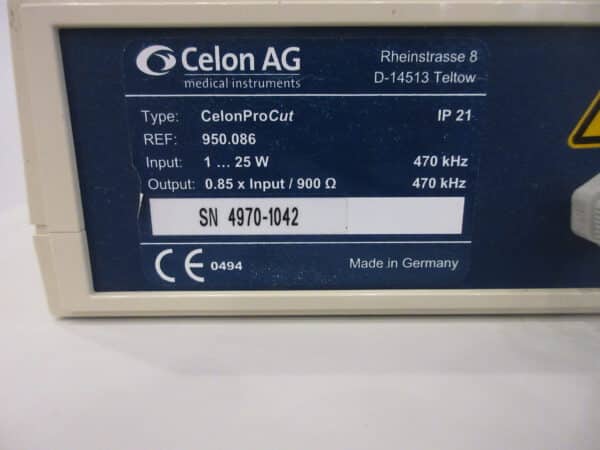 Celon AG
medical instruments
Rheinstrasse 8
D-14513 Teltow
Type: CelonProCut IP 21
REF: 950.086
Input: 1 ... 25 W 470 kHz
Output: 0.85 x Input / 900 Ω 470 kHz
SN 4970-1042
CE 0494 Made in Germany